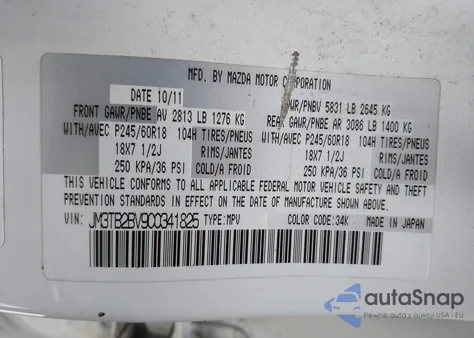 MFD. BY MAZDA MOTOR CORPORATION
DATE 10/11 GVWR/PNBV 5831 LB 2645 KG
FRONT GAWR/PNBE AV 2813 LB 1276 KG REAR GAWR/PNBE AR 3086 LB 1400 KG
WITH/AVEC P245/60R18 104H TIRES/PNEUS WITH/AVEC P245/60R18 104H TIRES/PNEUS
18X7 1/2J RIMS/JANTES 18X7 1/2J RIMS/JANTES
250 KPA/36 PSI COLD/A FROID 250 KPA/36 PSI COLD/A FROID
THIS VEHICLE CONFORMS TO ALL APPLICABLE FEDERAL MOTOR VEHICLE SAFETY AND THEFT
PREVENTION STANDARDS IN EFFECT ON THE DATE OF MANUFACTURE SHOWN ABOVE.
VIN: JM3TB2BV9C0341825 TYPE: MPV COLOR CODE: 34K MADE IN JAPAN
autoSnap
Pewne auto z USA i EU